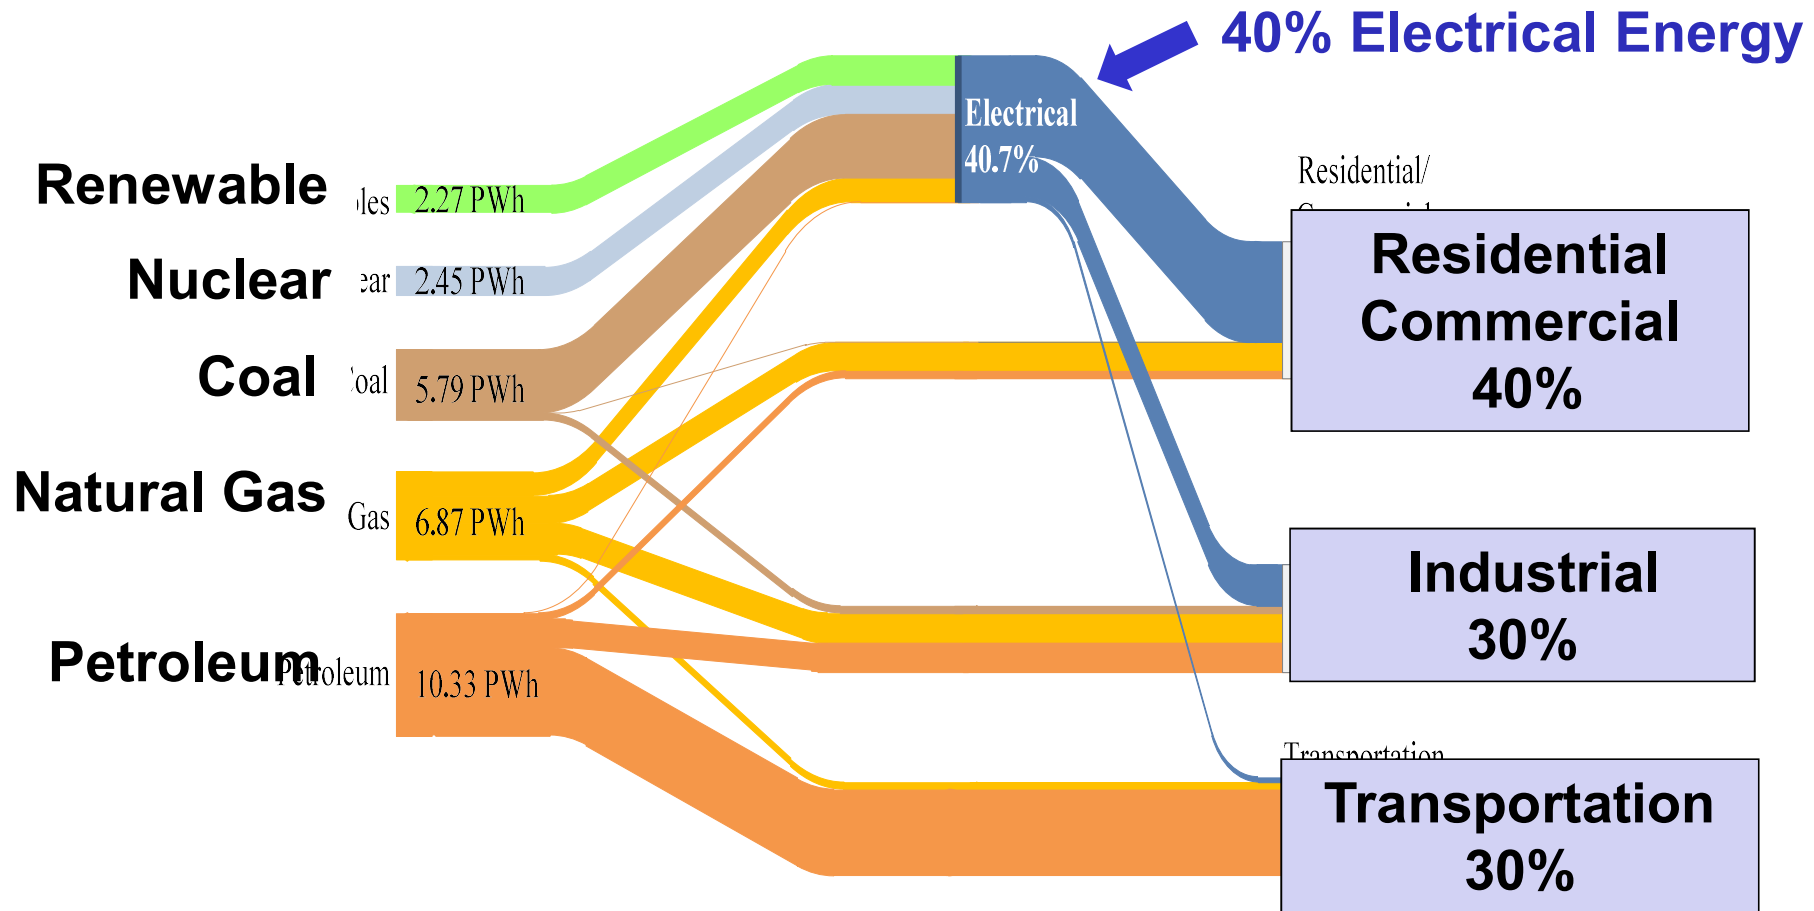 40% Electrical Energy
Electrical
40.7%
Residential/
Renewable
2.27 PWh
Nuclear
2.45 PWh
Coal
5.79 PWh
Natural Gas
Gas
6.87 PWh
Petroleum
Petroleum
10.33 PWh
Residential
Commercial
40%
Industrial
30%
Transportation
Transportation
30%